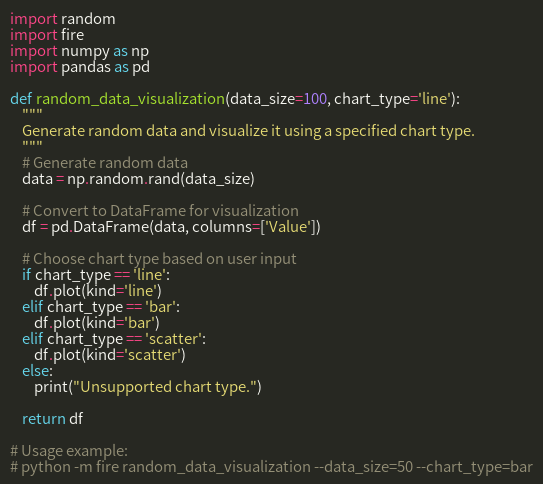 import random
import fire
import numpy as np
import pandas as pd

def random_data_visualization(data_size=100, chart_type='line'):
    """
    Generate random data and visualize it using a specified chart type.
    """
    # Generate random data
    data = np.random.rand(data_size)

    # Convert to DataFrame for visualization
    df = pd.DataFrame(data, columns=['Value'])

    # Choose chart type based on user input
    if chart_type == 'line':
        df.plot(kind='line')
    elif chart_type == 'bar':
        df.plot(kind='bar')
    elif chart_type == 'scatter':
        df.plot(kind='scatter')
    else:
        print("Unsupported chart type.")

    return df

# Usage example:
# python -m fire random_data_visualization --data_size=50 --chart_type=bar